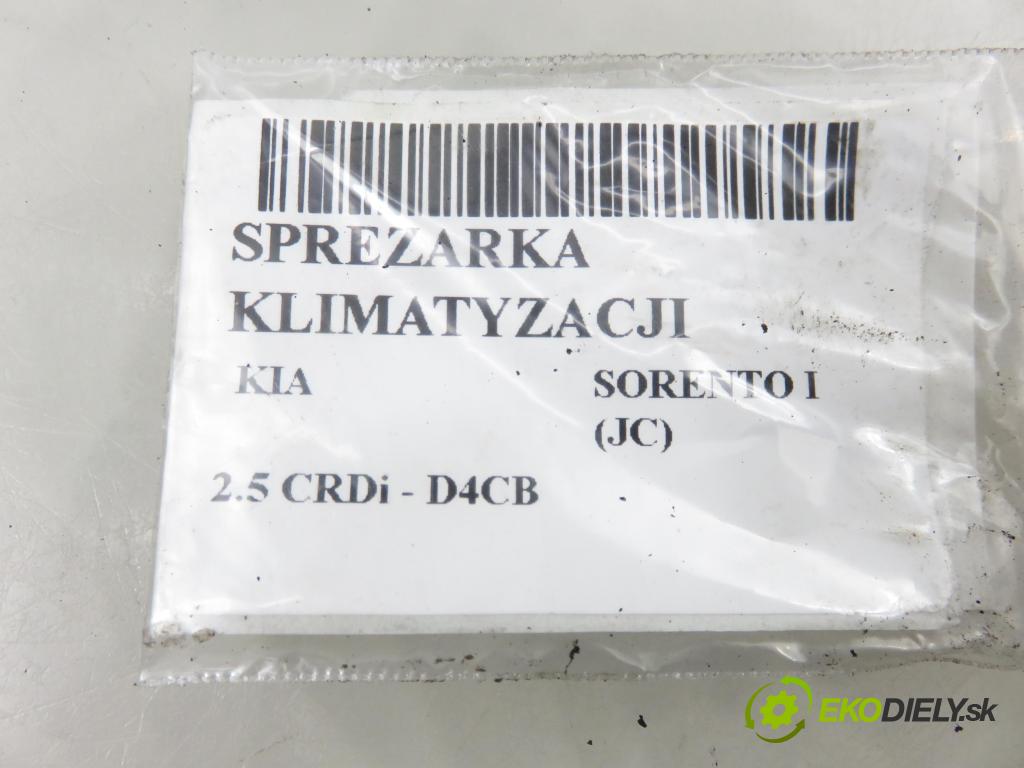 SPREZARKA
KLIMATYZACJI
KIA SORENTO I
(JC)
2.5 CRDi - D4CB
EKODIELY.sk